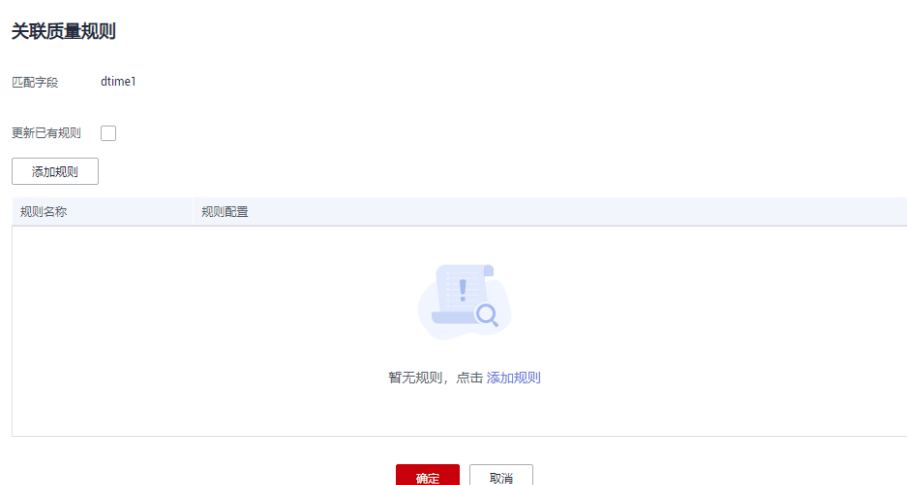 关联质量规则
匹配字段 dtime1
更新已有规则
添加规则
规则名称 规则配置
暂无规则，点击 添加规则
确定 取消